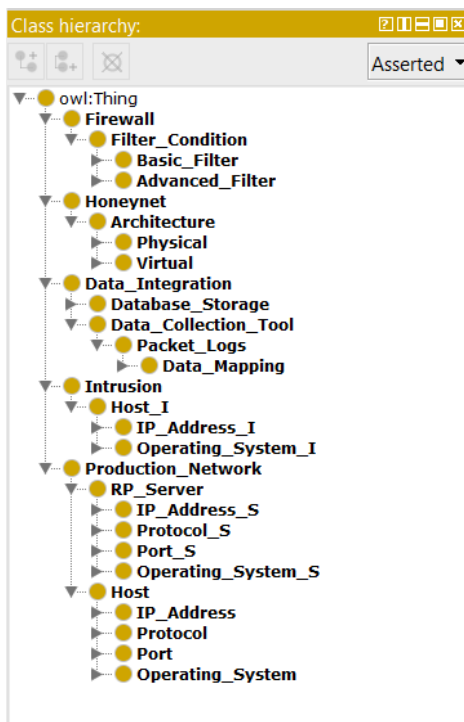 Class hierarchy:
Asserted
owl:Thing
Firewall
Filter_Condition
Basic_Filter
Advanced_Filter
Honeynet
Architecture
Physical
Virtual
Data_Integration
Database_Storage
Data_Collection_Tool
Packet_Logs
Data_Mapping
Intrusion
Host_I
IP_Address_I
Operating_System_I
Production_Network
RP_Server
IP_Address_S
Protocol_S
Port_S
Operating_System_S
Host
IP_Address
Protocol
Port
Operating_System